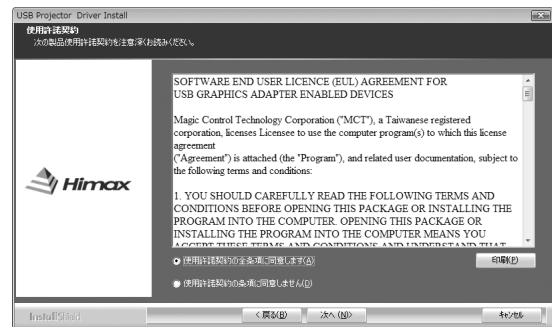 USB Projector Driver Install
使用許諾契約
次の製品使用許諾契約を注意深くお読みください。
SOFTWARE END USER LICENCE (EUL) AGREEMENT FOR
USB GRAPHICS ADAPTER ENABLED DEVICES
Magic Control Technology Corporation ("MCT"), a Taiwanese registered
corporation, licenses Licensee to use the computer program(s) to which this license
agreement
("Agreement") is attached (the "Program"), and related user documentation, subject to
the following terms and conditions:
1. YOU SHOULD CAREFULLY READ THE FOLLOWING TERMS AND
CONDITIONS BEFORE OPENING THIS PACKAGE OR INSTALLING THE
PROGRAM INTO THE COMPUTER. OPENING THIS PACKAGE OR
INSTALLING THE PROGRAM INTO THE COMPUTER MEANS YOU
ACCEPT THESE TERMS AND CONDITIONS AND UNDERSTAND THAT
Himax
使用許諾契約の全条項に同意します(A)
印刷(P)
使用許諾契約の条項に同意しません(D)
InstallShield
< 戻る(B)
次へ (N)>
キャンセル